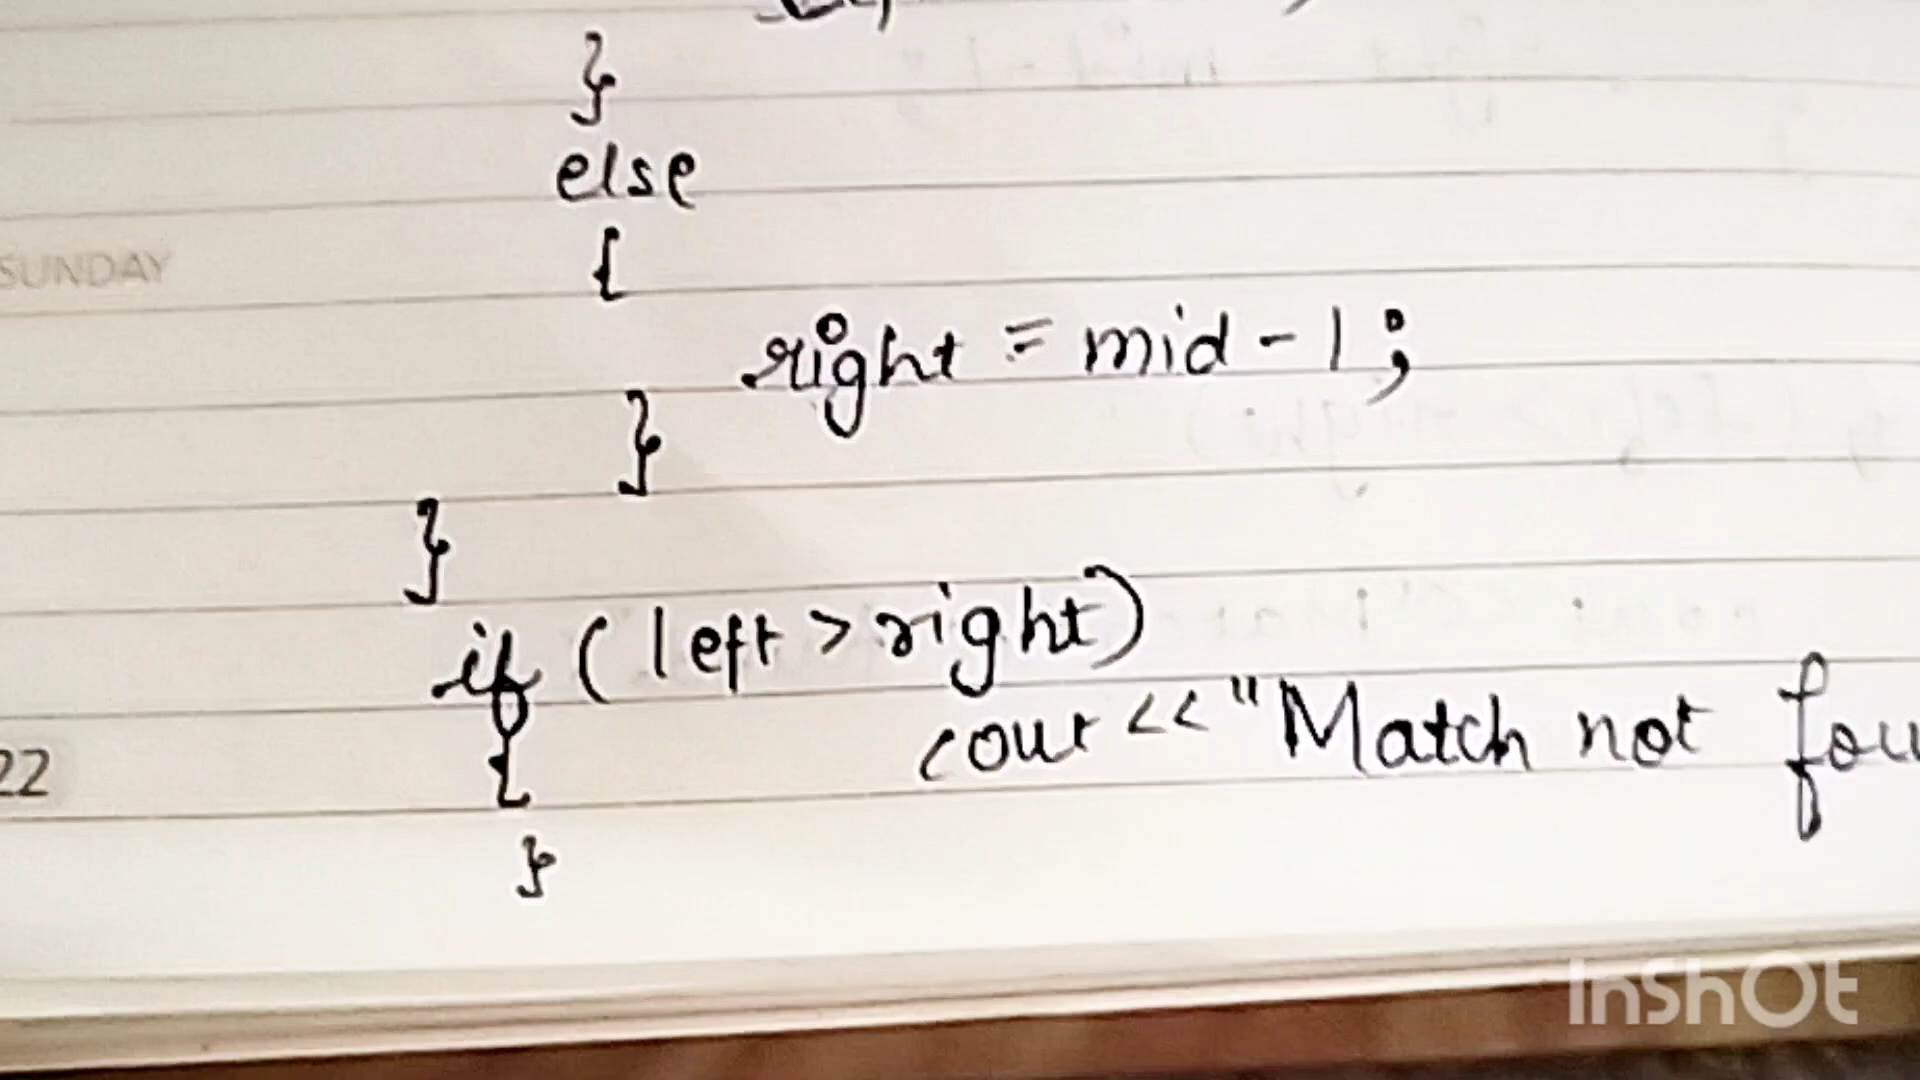 }
else
{
SUNDAY
right = mid - 1 ;
}
}
if ( left > right )
cout << "Match not fou
22
{
}
InShOt